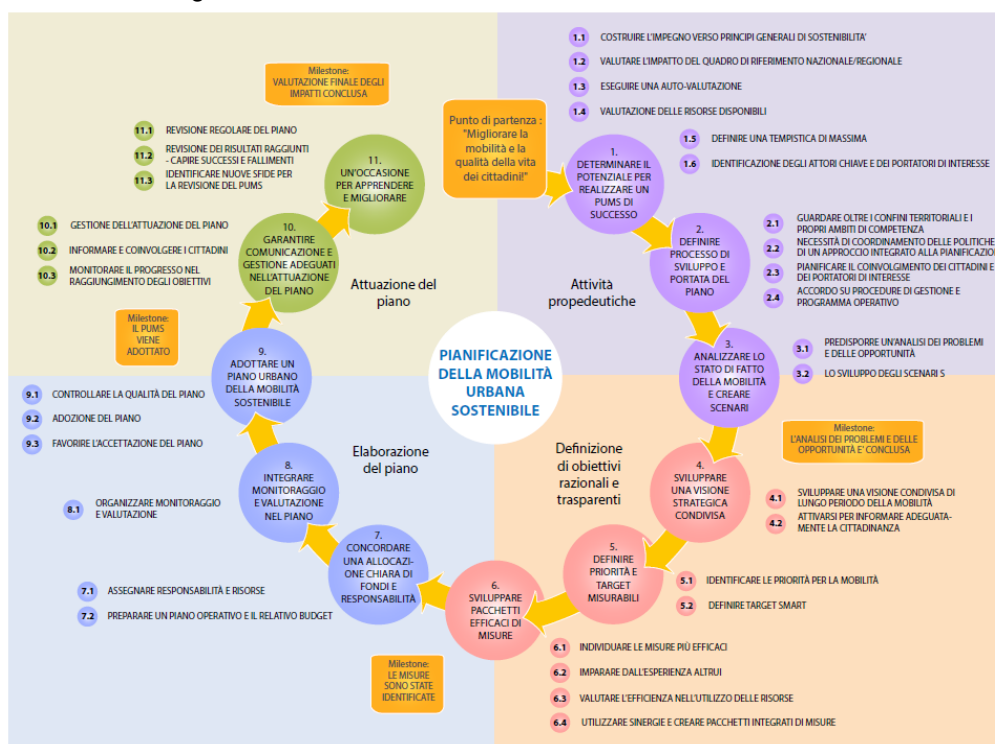 1.1 COSTRUIRE L'IMPEGNO VERSO PRINCIPI GENERALI DI SOSTENIBILITA'
1.2 VALUTARE L'IMPATTO DEL QUADRO DI RIFERIMENTO NAZIONALE/REGIONALE
1.3 ESEGUIRE UNA AUTO-VALUTAZIONE
1.4 VALUTAZIONE DELLE RISORSE DISPONIBILI
1.5 DEFINIRE UNA TEMPISTICA DI MASSIMA
1.6 IDENTIFICAZIONE DEGLI ATTORI CHIAVE E DEI PORTATORI DI INTERESSE
Punto di partenza :
"Migliorare la
mobilità e la
qualità della vita
dei cittadini!"
1.
DETERMINARE IL
POTENZIALE PER
REALIZZARE UN
PUMS DI
SUCCESSO
2.
DEFINIRE
PROCESSO DI
SVILUPPO E
PORTATA DEL
PIANO
2.1 GUARDARE OLTRE I CONFINI TERRITORIALI E I
PROPRI AMBITI DI COMPETENZA
2.2 NECESSITÀ DI COORDINAMENTO DELLE POLITICHE
DI UN APPROCCIO INTEGRATO ALLA PIANIFICAZIO
2.3 PIANIFICARE IL COINVOLGIMENTO DEI CITTADINI E
DEI PORTATORI DI INTERESSE
2.4 ACCORDO SU PROCEDURE DI GESTIONE E
PROGRAMMA OPERATIVO
Attività
propedeutiche
3.
ANALIZZARE LO
STATO DI FATTO
DELLA MOBILITÀ
E CREARE
SCENARI
3.1 PREDISPORRE UN'ANALISI DEI PROBLEMI
E DELLE OPPORTUNITÀ
3.2 LO SVILUPPO DEGLI SCENARI S
Milestone:
L'ANALISI DEI PROBLEMI E DELLE
OPPORTUNITÀ E' CONCLUSA
PIANIFICAZIONE
DELLA MOBILITÀ
URBANA
SOSTENIBILE
Definizione
di obiettivi
razionali e
trasparenti
4.
SVILUPPARE
UNA VISIONE
STRATEGICA
CONDIVISA
4.1 SVILUPPARE UNA VISIONE CONDIVISA DI
LUNGO PERIODO DELLA MOBILITÀ
4.2 ATTIVARSI PER INFORMARE ADEGUATA-
MENTE LA CITTADINANZA
5.
DEFINIRE
PRIORITÀ E
TARGET
MISURABILI
5.1 IDENTIFICARE LE PRIORITÀ PER LA MOBILITÀ
5.2 DEFINIRE TARGET SMART
6.
SVILUPPARE
PACCHETTI
EFFICACI DI
MISURE
6.1 INDIVIDUARE LE MISURE PIÙ EFFICACI
6.2 IMPARARE DALL'ESPERIENZA ALTRUI
6.3 VALUTARE L'EFFICIENZA NELL'UTILIZZO DELLE RISORSE
6.4 UTILIZZARE SINERGIE E CREARE PACCHETTI INTEGRATI DI MISURE
Milestone:
LE MISURE
SONO STATE
IDENTIFICATE
7.
CONCORDARE
UNA ALLOCAZI-
ONE CHIARA DI
FONDI E
RESPONSABILITÀ
7.1 ASSEGNARE RESPONSABILITÀ E RISORSE
7.2 PREPARARE UN PIANO OPERATIVO E IL RELATIVO BUDGET
Elaborazione
del piano
8.
INTEGRARE
MONITORAGGIO
E VALUTAZIONE
NEL PIANO
8.1 ORGANIZZARE MONITORAGGIO
E VALUTAZIONE
9.
ADOTTARE UN
PIANO URBANO
DELLA MOBILITÀ
SOSTENIBILE
9.1 CONTROLLARE LA QUALITÀ DEL PIANO
9.2 ADOZIONE DEL PIANO
9.3 FAVORIRE L'ACCETTAZIONE DEL PIANO
Milestone:
IL PUMS
VIENE
ADOTTATO
Attuazione del
piano
10.
GARANTIRE
COMUNICAZIONE E
GESTIONE ADEGUATI
NELL'ATTUAZIONE
DEL PIANO
10.1 GESTIONE DELL'ATTUAZIONE DEL PIANO
10.2 INFORMARE E COINVOLGERE I CITTADINI
10.3 MONITORARE IL PROGRESSO NEL
RAGGIUNGIMENTO DEGLI OBIETTIVI
11.
UN'OCCASIONE
PER APPRENDERE
E MIGLIORARE
11.1 REVISIONE REGOLARE DEL PIANO
11.2 REVISIONE DEI RISULTATI RAGGIUNTI
- CAPIRE SUCCESSI E FALLIMENTI
11.3 IDENTIFICARE NUOVE SFIDE PER
LA REVISIONE DEL PUMS
Milestone:
VALUTAZIONE FINALE DEGLI
IMPATTI CONCLUSA